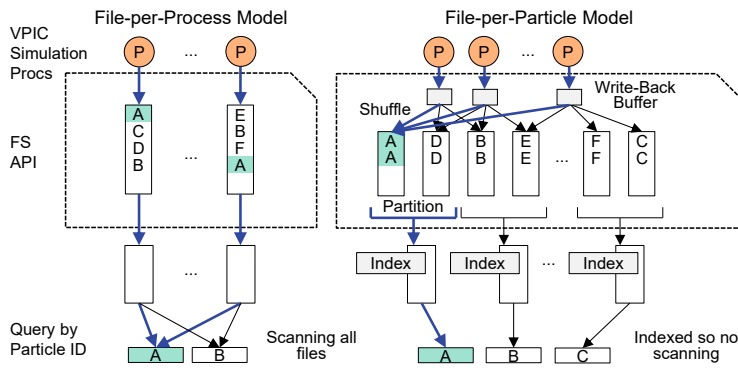 File-per-Process Model
File-per-Particle Model
VPIC
Simulation
Procs
P
...
P
P
P
...
P
Shuffle
Write-Back
Buffer
FS
API
A
C
D
B
...
E
B
F
A
A
A
D
D
B
B
E
E
...
F
F
C
C
Partition
...
Index
Index
...
Index
Query by
Particle ID
A
B
Scanning all
files
A
B
C
Indexed so no
scanning